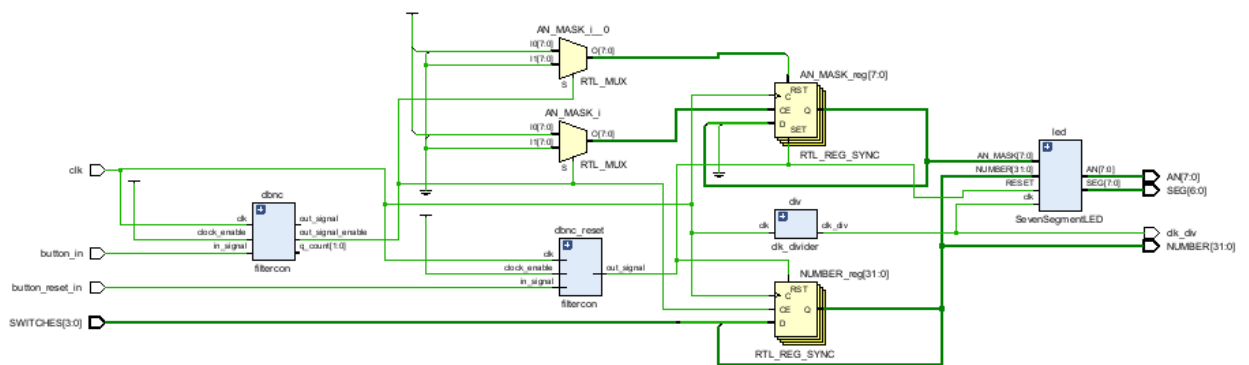 AN_MASK_i__0
I0[7:0]
I1[7:0]
O[7:0]
S
RTL_MUX
AN_MASK_reg[7:0]
RST
C
CE
Q
D
SET
RTL_REG_SYNC
AN_MASK_i
I0[7:0]
I1[7:0]
O[7:0]
S
RTL_MUX
led
AN_MASK[7:0]
NUMBER[31:0]
RESET
clk
AN[7:0]
SEG[7:0]
SevenSegmentLED
AN[7:0]
SEG[6:0]
clk_div
NUMBER[31:0]
clk
dbnc
clk
clock_enable
in_signal
out_signal
out_signal_enable
q_count[1:0]
filtercon
button_in
div
clk
clk_div
clk_divider
dbnc_reset
clk
clock_enable
in_signal
out_signal
filtercon
button_reset_in
NUMBER_reg[31:0]
RST
C
CE
Q
D
RTL_REG_SYNC
SWITCHES[3:0]